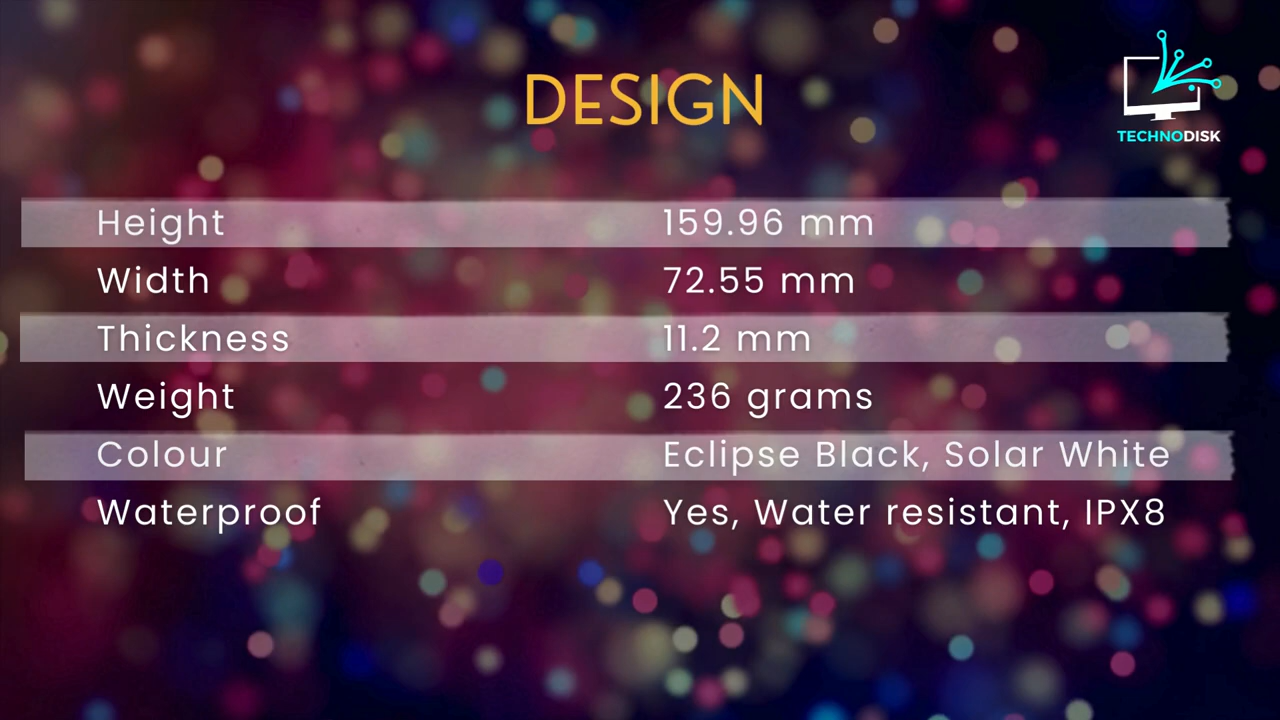 DESIGN
TECHNODISK
Height 159.96 mm
Width 72.55 mm
Thickness 11.2 mm
Weight 236 grams
Colour Eclipse Black, Solar White
Waterproof Yes, Water resistant, IPX8